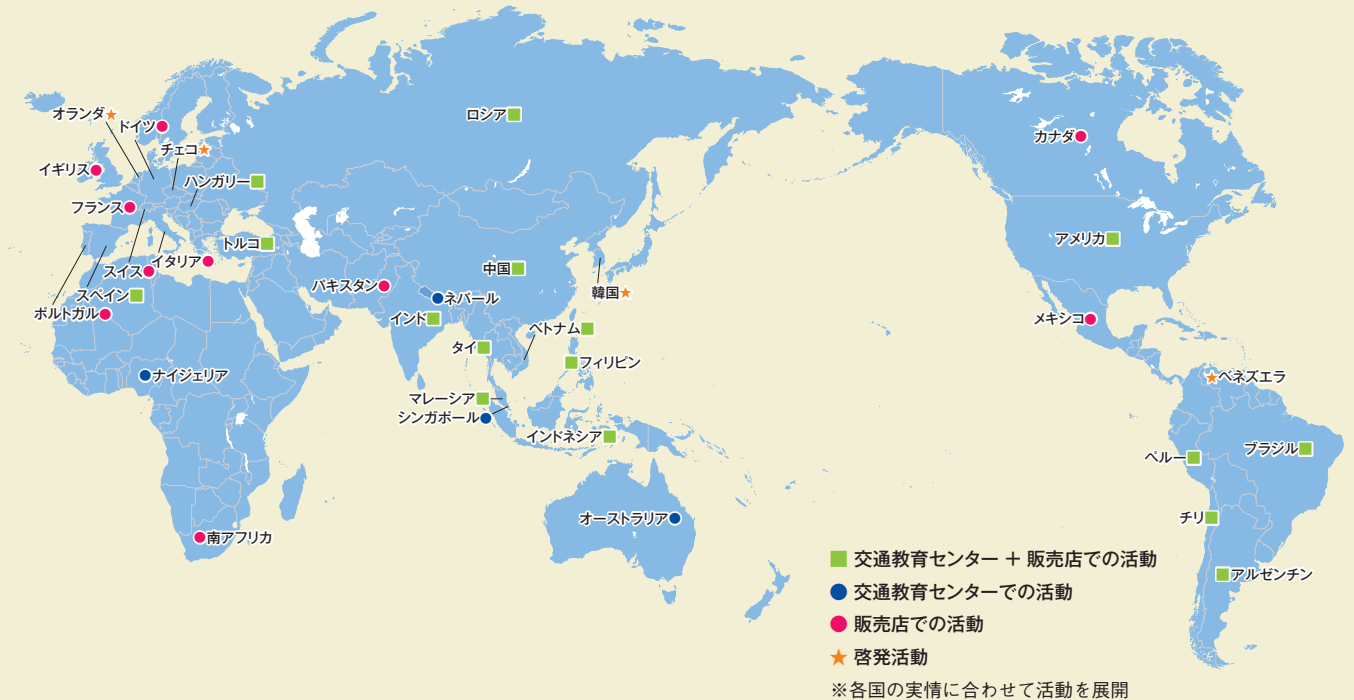 オランダ
ドイツ
チェコ
イギリス
ハンガリー
フランス
トルコ
スイス
イタリア
スペイン
ポルトガル
ロシア
中国
韓国
パキスタン
ネパール
インド
ベトナム
タイ
フィリピン
マレーシア
シンガポール
インドネシア
ナイジェリア
南アフリカ
オーストラリア
カナダ
アメリカ
メキシコ
ベネズエラ
ペルー
ブラジル
チリ
アルゼンチン
交通教育センター + 販売店での活動
交通教育センターでの活動
販売店での活動
啓発活動
※各国の実情に合わせて活動を展開